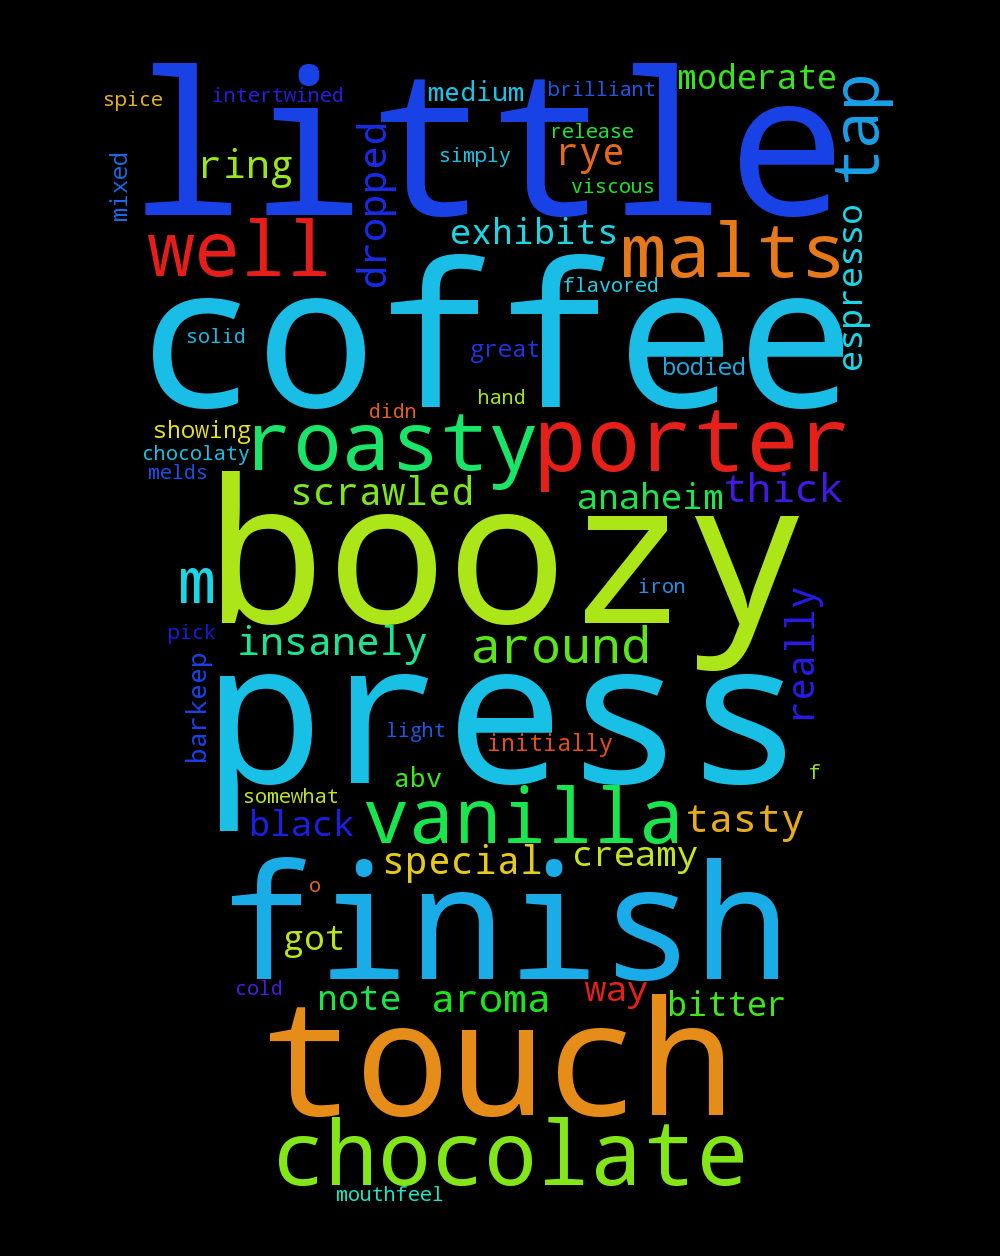 little
moderate
medium
brilliant
spice
intertwined
tap
release
simply
rye
ring
mixed
dropped
viscous
well
exhibits
malts
espresso
coffee
flavored
solid
great
bodied
hand
didn
showing
roasty
porter
chocolaty
melds
scrawled
anaheim
thick
boozy
m
iron
pick
insanely
around
really
barkeep
press
light
initially
abv
f
somewhat
black
vanilla
tasty
special
creamy
o
finish
got
cold
note
aroma
way
bitter
touch
chocolate
mouthfeel